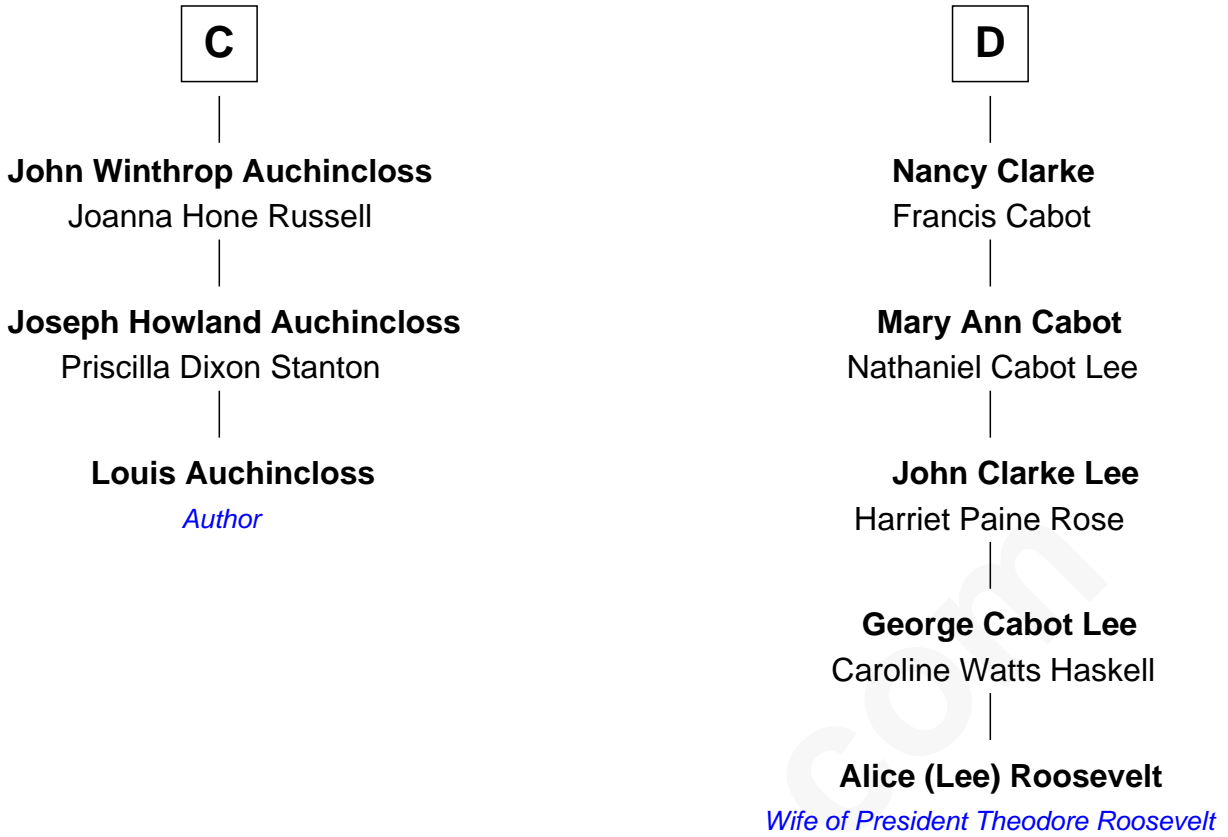 C
John Winthrop Auchincloss
Joanna Hone Russell
Joseph Howland Auchincloss
Priscilla Dixon Stanton
Louis Auchincloss
Author
D
Nancy Clarke
Francis Cabot
Mary Ann Cabot
Nathaniel Cabot Lee
John Clarke Lee
Harriet Paine Rose
George Cabot Lee
Caroline Watts Haskell
Alice (Lee) Roosevelt
Wife of President Theodore Roosevelt
com